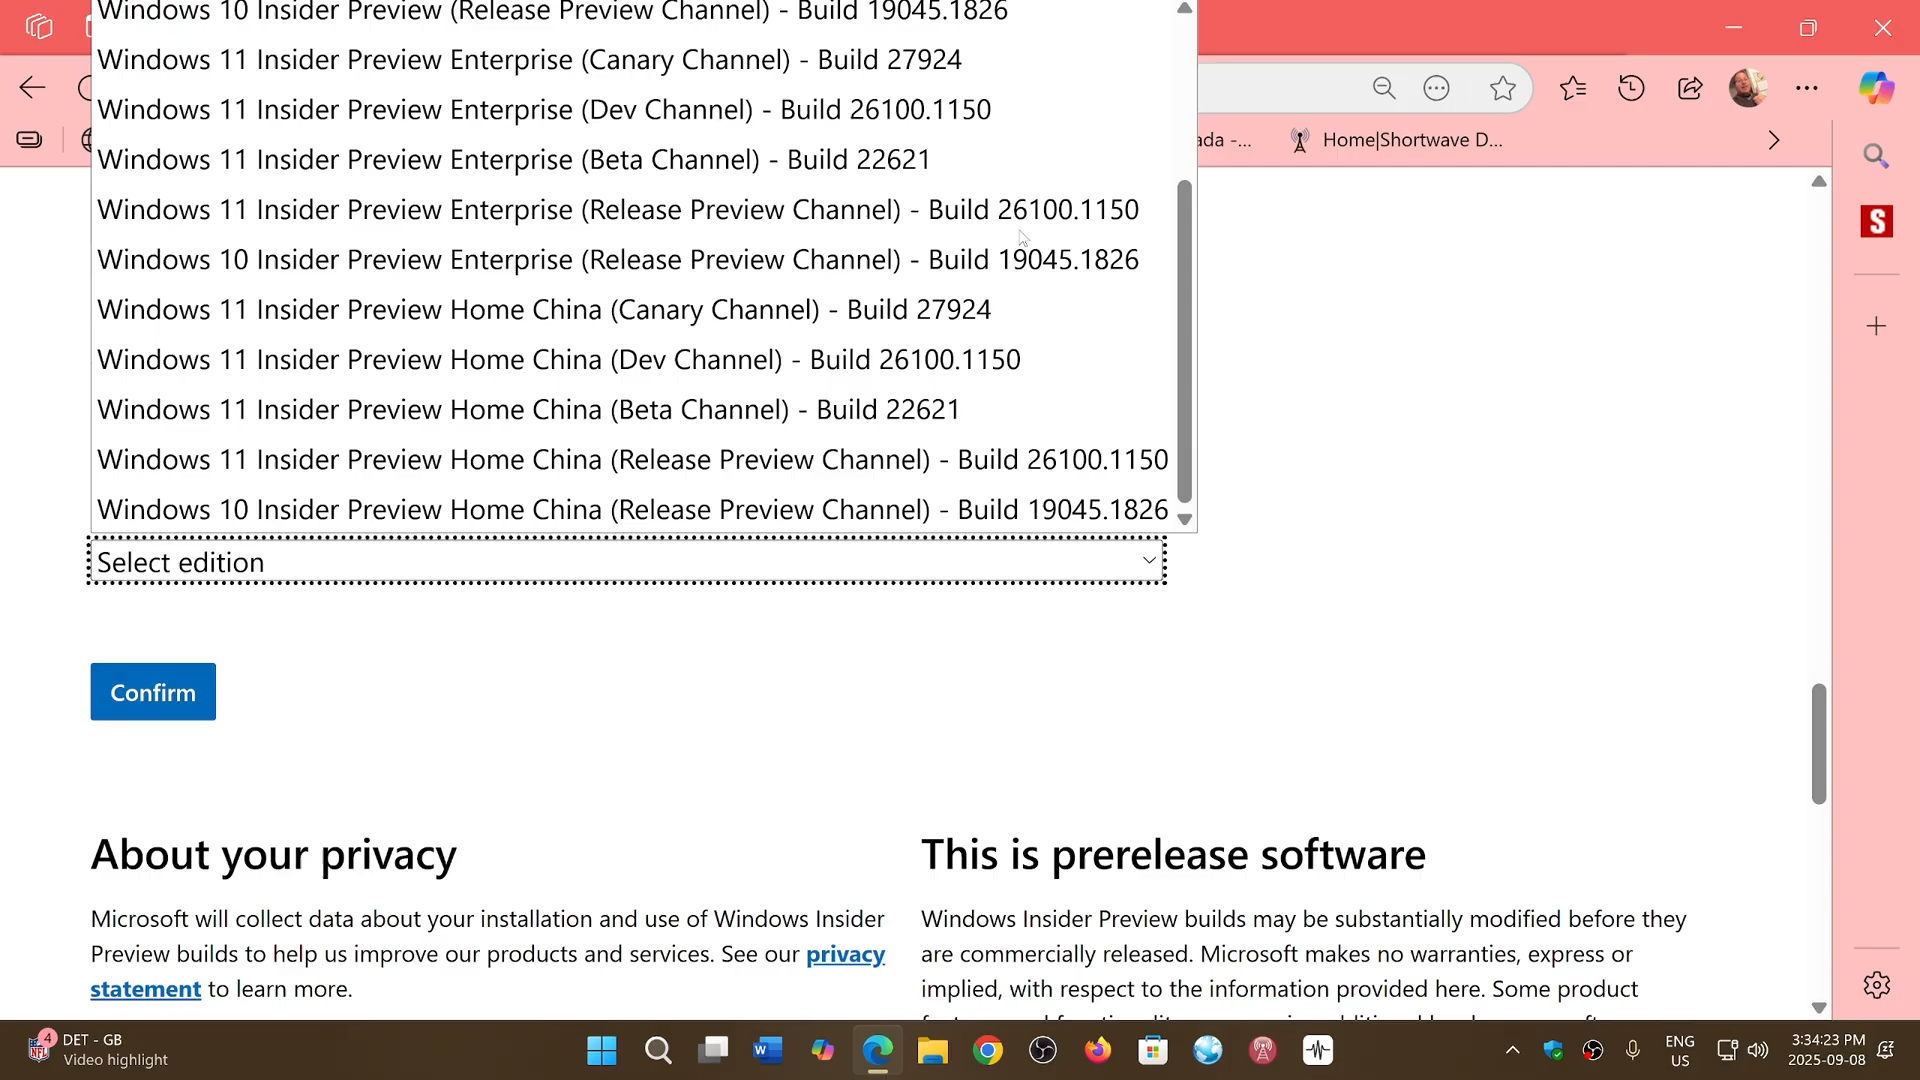 Windows 10 Insider Preview (Release Preview Channel) - Build 19045.1826
Windows 11 Insider Preview Enterprise (Canary Channel) - Build 27924
Windows 11 Insider Preview Enterprise (Dev Channel) - Build 26100.1150
Windows 11 Insider Preview Enterprise (Beta Channel) - Build 22621
Windows 11 Insider Preview Enterprise (Release Preview Channel) - Build 26100.1150
Windows 10 Insider Preview Enterprise (Release Preview Channel) - Build 19045.1826
Windows 11 Insider Preview Home China (Canary Channel) - Build 27924
Windows 11 Insider Preview Home China (Dev Channel) - Build 26100.1150
Windows 11 Insider Preview Home China (Beta Channel) - Build 22621
Windows 11 Insider Preview Home China (Release Preview Channel) - Build 26100.1150
Windows 10 Insider Preview Home China (Release Preview Channel) - Build 19045.1826
Select edition
ada -...
Home|Shortwave D...
S
Confirm
About your privacy
Microsoft will collect data about your installation and use of Windows Insider
Preview builds to help us improve our products and services. See our privacy
statement to learn more.
This is prerelease software
Windows Insider Preview builds may be substantially modified before they
are commercially released. Microsoft makes no warranties, express or
implied, with respect to the information provided here. Some product
4
NFL
DET - GB
Video highlight
W
ENG
US
3:34:23 PM
2025-09-08